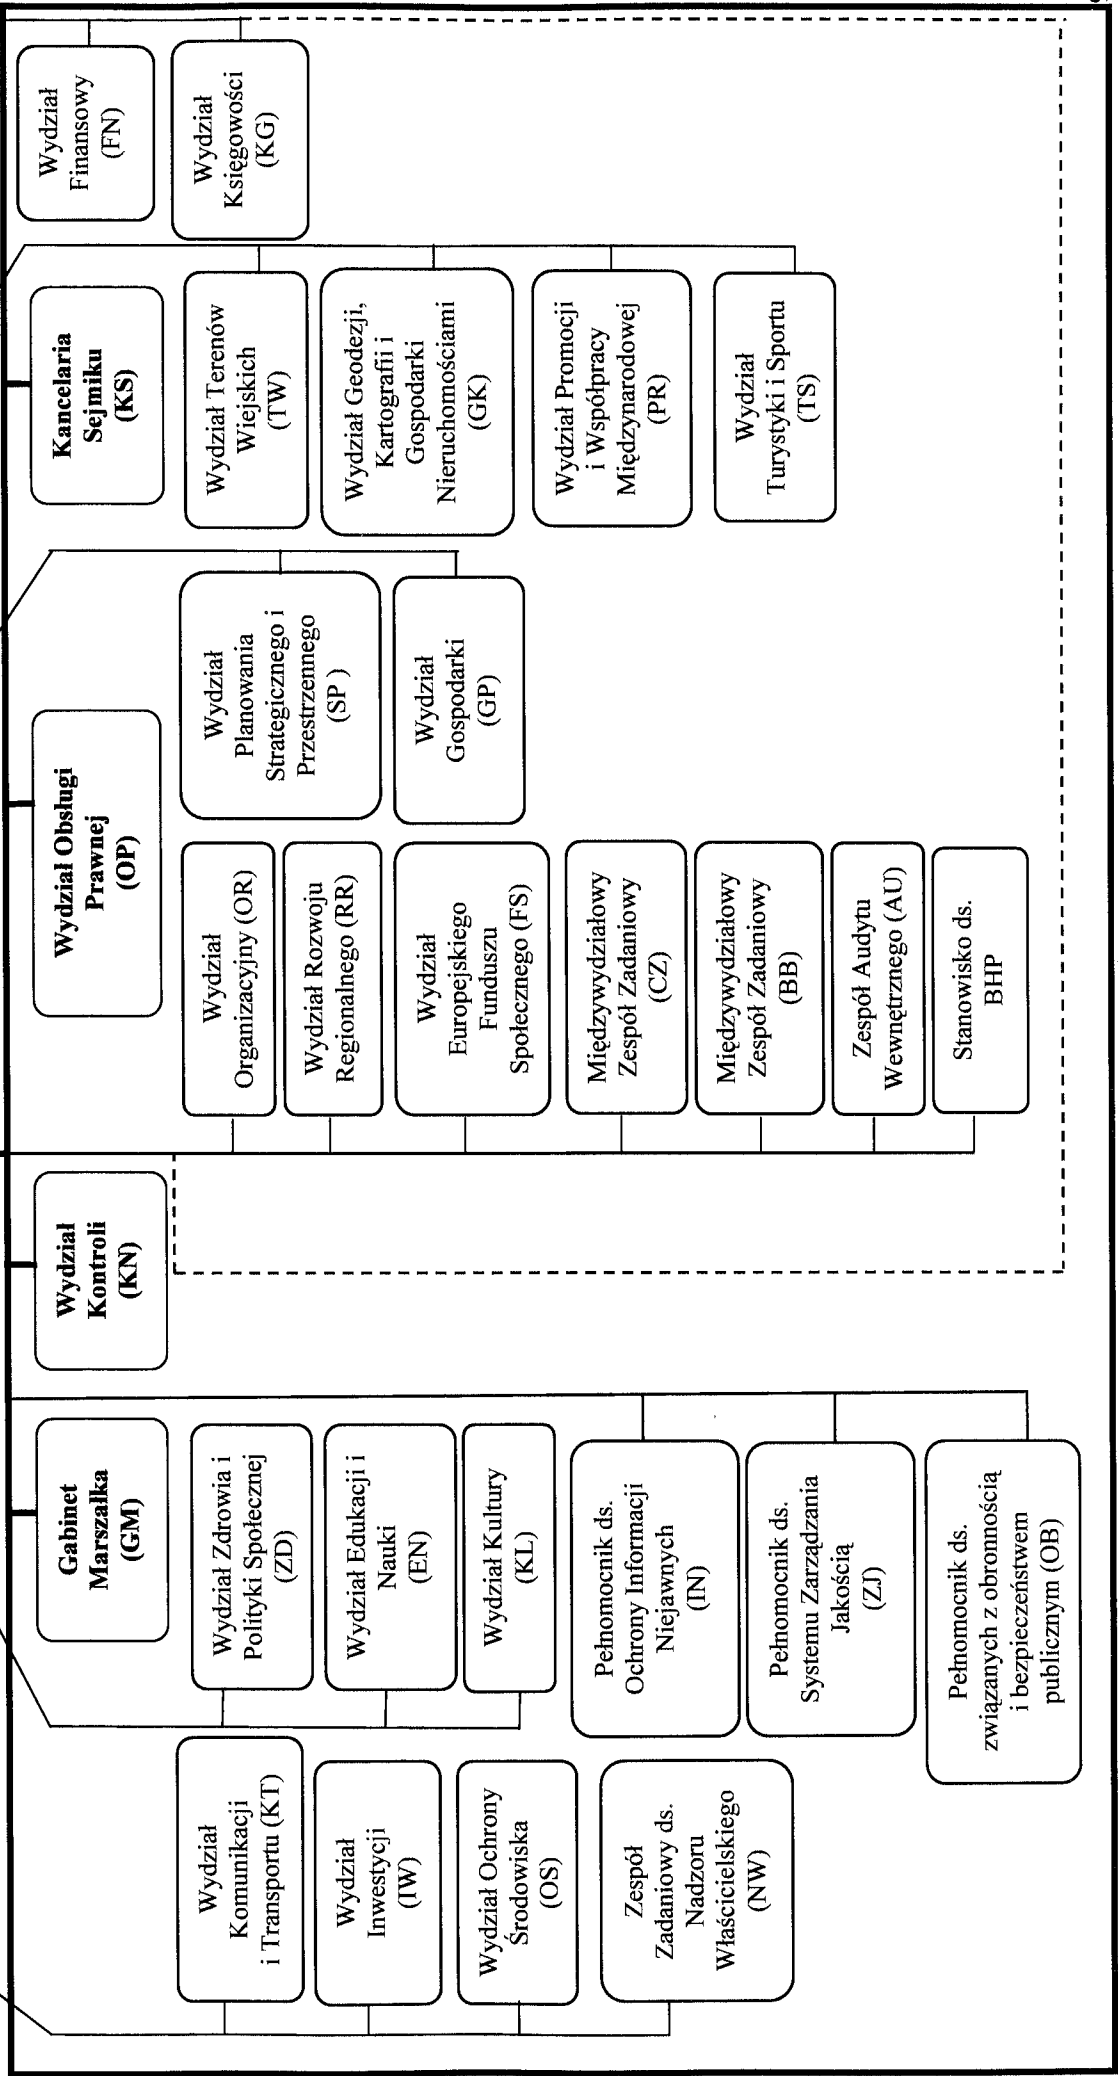 Gabinet
Marszałka
(GM)
Wydział
Kontroli
(KN)
Wydział Obsługi
Prawnej
(OP)
Kancelaria
Sejmiku
(KS)
Wydział
Komunikacji
i Transportu (KT)
Wydział
Inwestycji
(IW)
Wydział Ochrony
Środowiska
(OS)
Zespół
Zadaniowy ds.
Nadzoru
Właścicielskiego
(NW)
Wydział Zdrowia i
Polityki Społecznej
(ZD)
Wydział Edukacji i
Nauki
(EN)
Wydział Kultury
(KL)
Pełnomocnik ds.
Ochrony Informacji
Niejawnych
(IN)
Pełnomocnik ds.
Systemu Zarządzania
Jakością
(ZJ)
Pełnomocnik ds.
związanych z obronnością
i bezpieczeństwem
publicznym (OB)
Wydział
Organizacyjny (OR)
Wydział Rozwoju
Regionalnego (RR)
Wydział
Europejskiego
Funduszu
Społecznego (FS)
Międzywydziałowy
Zespół Zadaniowy
(CZ)
Międzywydziałowy
Zespół Zadaniowy
(BB)
Zespół Audytu
Wewnętrznego (AU)
Stanowisko ds.
BHP
Wydział
Planowania
Strategicznego i
Przestrzennego
(SP )
Wydział
Gospodarki
(GP)
Wydział Terenów
Wiejskich
(TW)
Wydział Geodezji,
Kartografii i
Gospodarki
Nieruchomościami
(GK)
Wydział Promocji
i Współpracy
Międzynarodowej
(PR)
Wydział
Turystyki i Sportu
(TS)
Wydział
Finansowy
(FN)
Wydział
Księgowości
(KG)